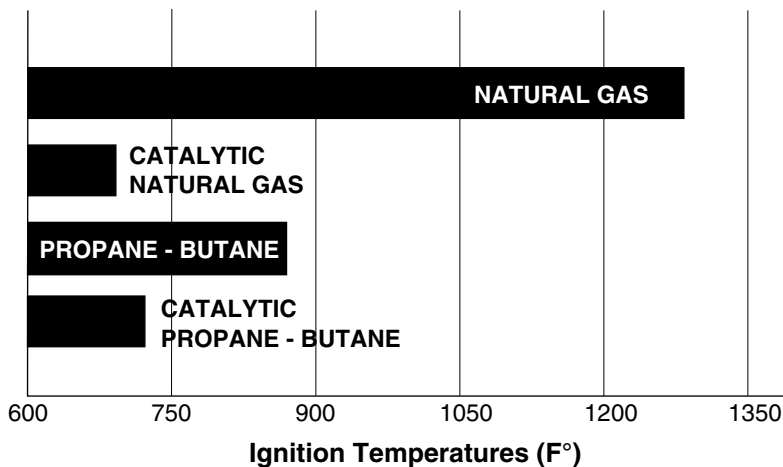 NATURAL GAS
CATALYTIC
NATURAL GAS
PROPANE - BUTANE
CATALYTIC
PROPANE - BUTANE
600 750 900 1050 1200 1350
Ignition Temperatures (F°)